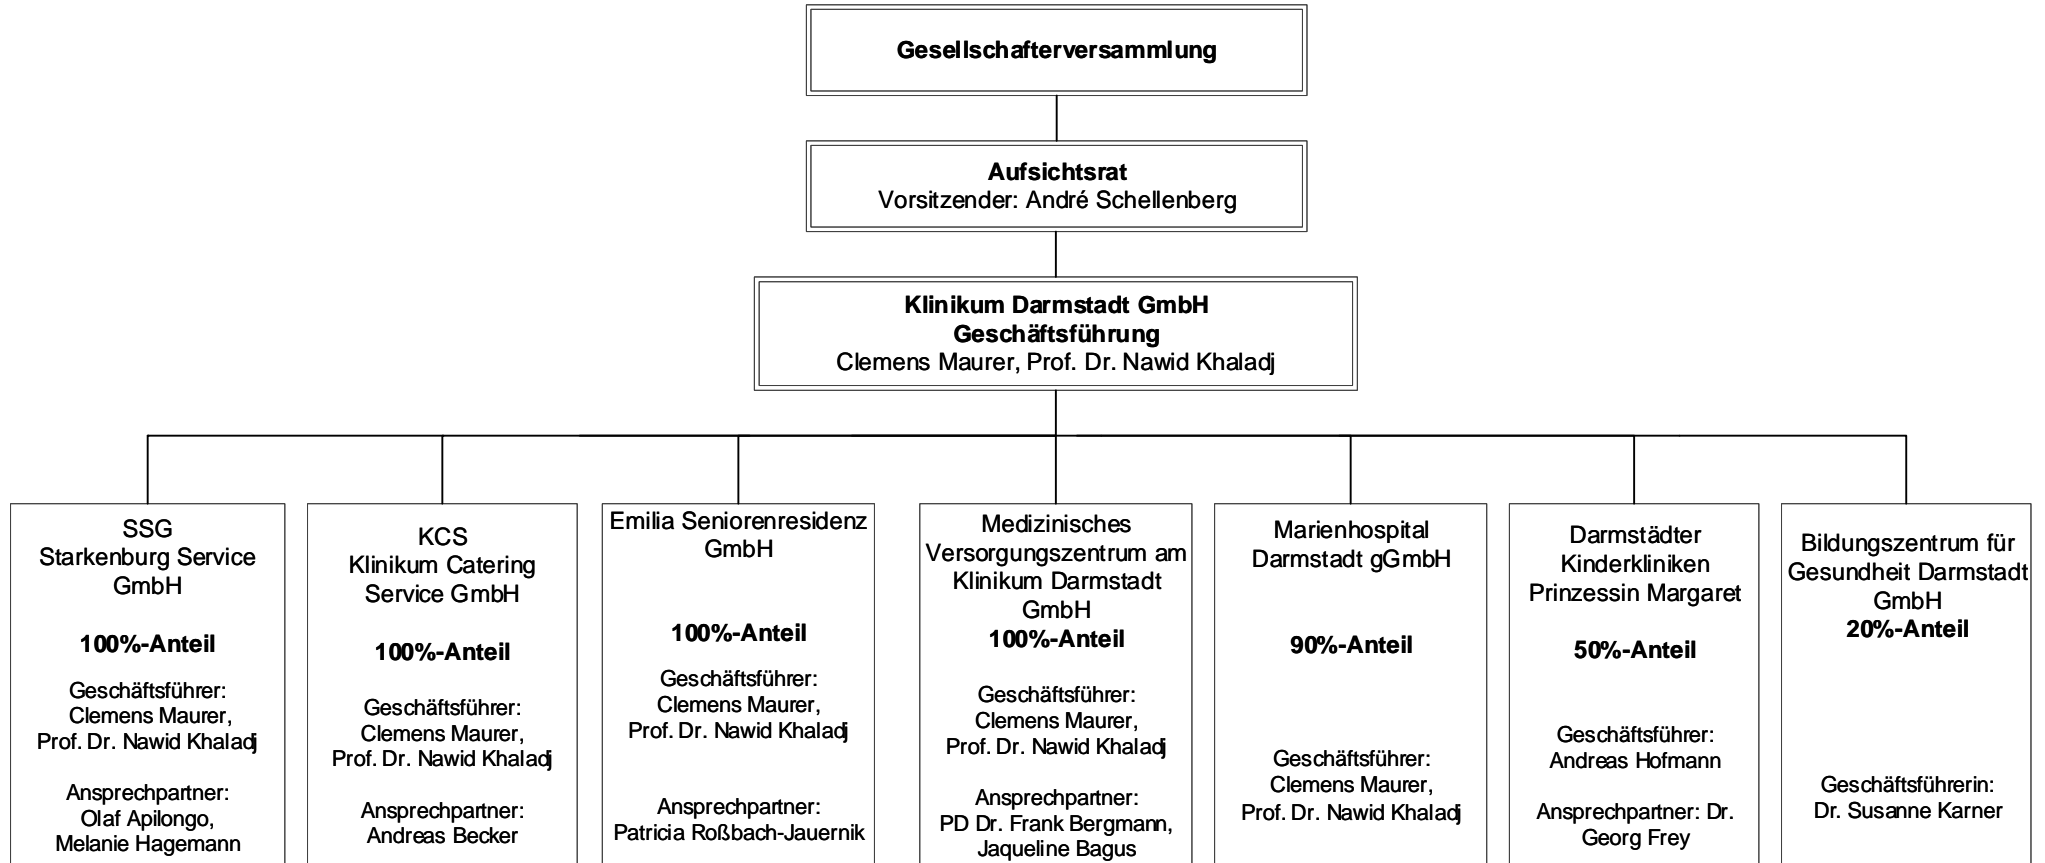 Gesellschafterversammlung
Aufsichtsrat
Vorsitzender: André Schellenberg
Klinikum Darmstadt GmbH
Geschäftsführung
Clemens Maurer, Prof. Dr. Nawid Khaladj
SSG
Starkenburg Service
GmbH
100%-Anteil
Geschäftsführer:
Clemens Maurer,
Prof. Dr. Nawid Khaladj
Ansprechpartner:
Olaf Apilongo,
Melanie Hagemann
KCS
Klinikum Catering
Service GmbH
100%-Anteil
Geschäftsführer:
Clemens Maurer,
Prof. Dr. Nawid Khaladj
Ansprechpartner:
Andreas Becker
Emilia Seniorenresidenz
GmbH
100%-Anteil
Geschäftsführer:
Clemens Maurer,
Prof. Dr. Nawid Khaladj
Ansprechpartner:
Patricia Roßbach-Jauernik
Medizinisches
Versorgungszentrum am
Klinikum Darmstadt
GmbH
100%-Anteil
Geschäftsführer:
Clemens Maurer,
Prof. Dr. Nawid Khaladj
Ansprechpartner:
PD Dr. Frank Bergmann,
Jaqueline Bagus
Marienhospital
Darmstadt gGmbH
90%-Anteil
Geschäftsführer:
Clemens Maurer,
Prof. Dr. Nawid Khaladj
Darmstädter
Kinderkliniken
Prinzessin Margaret
50%-Anteil
Geschäftsführer:
Andreas Hofmann
Ansprechpartner: Dr.
Georg Frey
Bildungszentrum für
Gesundheit Darmstadt
GmbH
20%-Anteil
Geschäftsführerin:
Dr. Susanne Karner